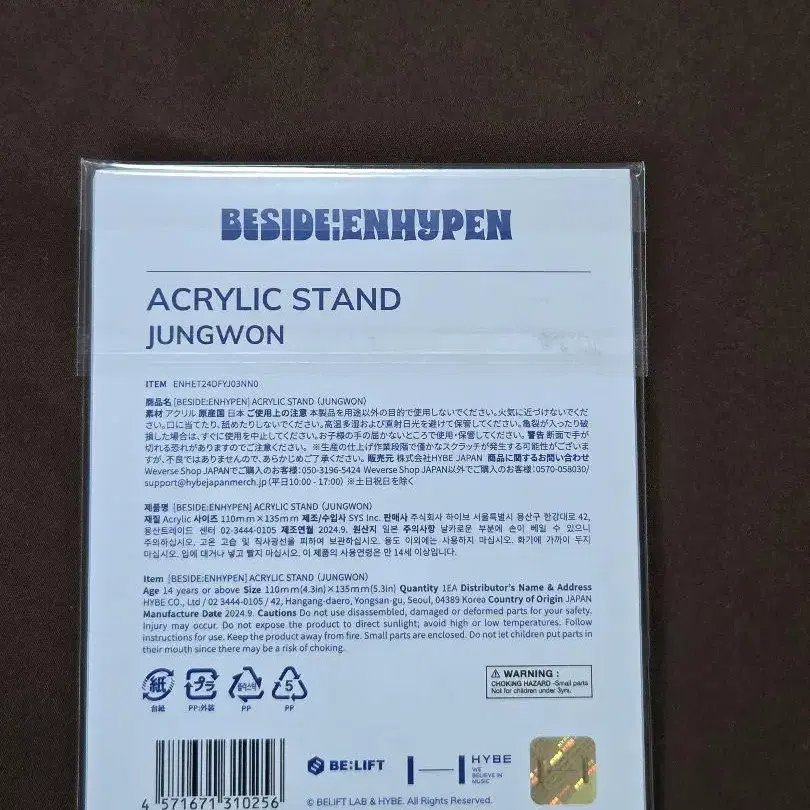 BESIDE:ENHYPEN
ACRYLIC STAND
JUNGWON
ITEM ENHET24DFYJ03NN0
商品名 [BESIDE:ENHYPEN] ACRYLIC STAND (JUNGWON)
素材 アクリル 原産国 日本 ご使用上の注意 本製品を用途以外の目的で使用しないでください。火気に近づけないでくだ
さい。口に当てたり、舐めたりしないでください。高温多湿および直射日光を避けて保管してください。亀裂が入ったり破
損した場合は、すぐに使用を中止してください。お子様の手の届かないところで使用・保管してください。警告 断面で手が
切れる恐れがありますのでご注意ください。 ※生産の仕上げ作業段階で僅かなスクラッチが発生する可能性がございま
すが、不良ではありませんので、あらかじめご了承ください。 販売元 株式会社HYBE JAPAN 商品に関するお問い合わせ
Weverse Shop JAPANでご購入のお客様:050-3196-5424 Weverse Shop JAPAN以外でご購入のお客様:0570-058030/
support@hybejapanmerch.jp (平日10:00 - 17:00) ※土日祝日を除く
제품명 [BESIDE:ENHYPEN] ACRYLIC STAND (JUNGWON)
재질 Acrylic 사이즈 110mm×135mm 제조/수입사 SYS Inc. 판매사 주식회사 하이브 서울특별시 용산구 한강대로 42,
용산트레이드 센터 02-3444-0105 제조연월 2024.9. 원산지 일본 주의사항 날카로운 부분에 손이 베일 수 있으니
주의하십시오. 고온 고습 및 직사광선을 피하여 보관하십시오. 용도 이외에는 사용하지 마십시오. 화기에 가까이 두지
마십시오. 입에 대거나 넣고 빨지 마십시오. 이 제품의 사용연령은 만 14세 이상입니다.
Item [BESIDE:ENHYPEN] ACRYLIC STAND (JUNGWON)
Age 14 years or above Size 110mm(4.3in)×135mm(5.3in) Quantity 1EA Distributor's Name & Address
HYBE CO., Ltd / 02 3444-0105 / 42, Hangang-daero, Yongsan-gu, Seoul, 04389 Korea Country of Origin JAPAN
Manufacture Date 2024.9. Cautions Do not use disassembled, damaged or deformed parts for your safety.
Injury may occur. Do not expose the product to direct sunlight; avoid high or low temperatures. Follow
instructions for use. Keep the product away from fire. Small parts are enclosed. Do not let children put parts in
their mouth since there may be a risk of choking.
紙 プラ 플라스틱 5
台紙 PP:外装 PP PP
WARNING :
CHOKING HAZARD -Small parts
Not for children under 3yrs.
BE:LIFT
HYBE
WE
BELIEVE IN
MUSIC
4 571671 310256
© BELIFT LAB & HYBE. All Rights Reserved.